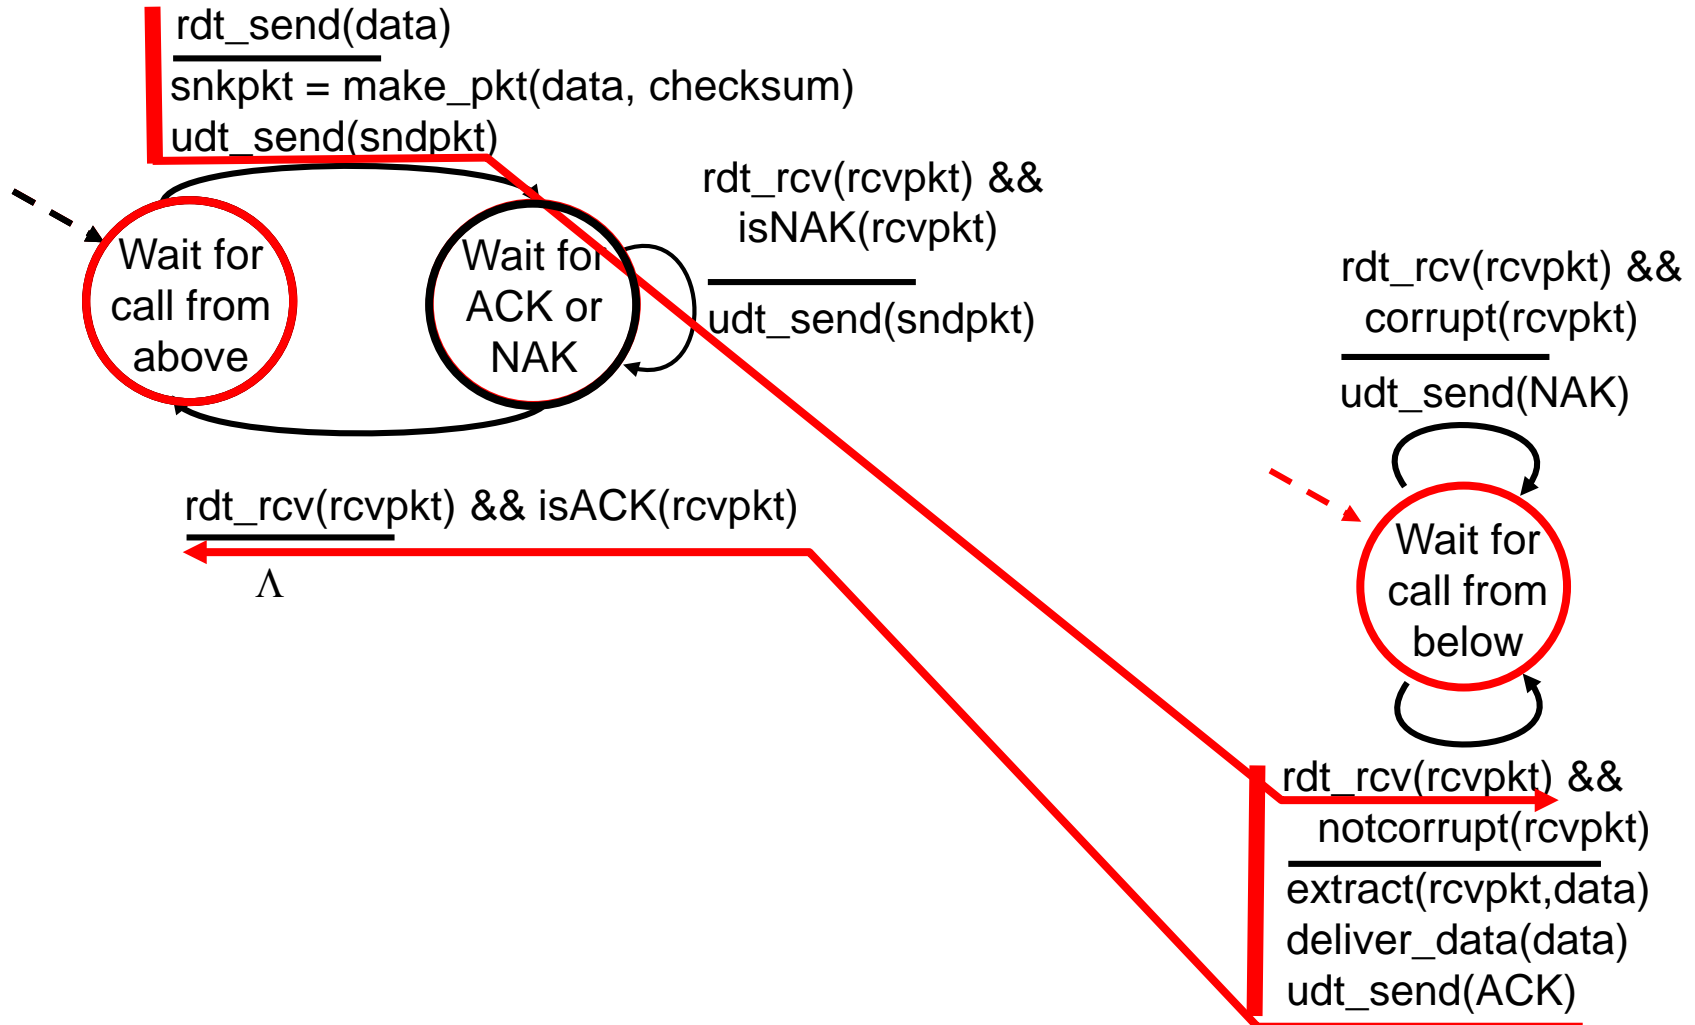 rdt_send(data)
snkpkt = make_pkt(data, checksum)
udt_send(sndpkt)
rdt_rcv(rcvpkt) &&
isNAK(rcvpkt)
udt_send(sndpkt)
Wait for
call from
above
Wait for
ACK or
NAK
rdt_rcv(rcvpkt) && isACK(rcvpkt)
Λ
rdt_rcv(rcvpkt) &&
corrupt(rcvpkt)
udt_send(NAK)
Wait for
call from
below
rdt_rcv(rcvpkt) &&
notcorrupt(rcvpkt)
extract(rcvpkt,data)
deliver_data(data)
udt_send(ACK)